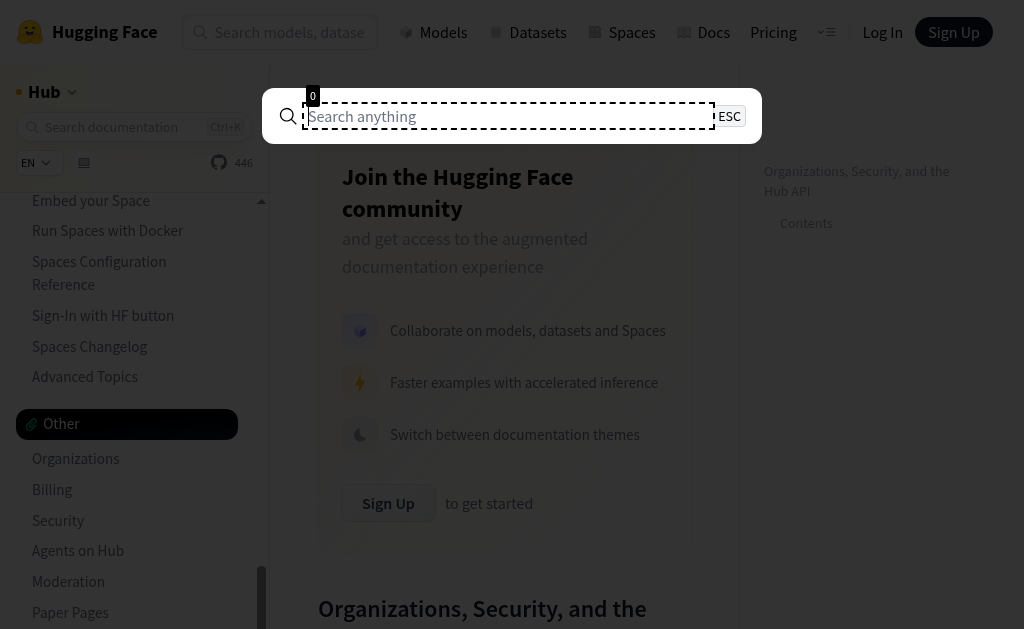 Hugging Face
Search models, datase
Models
Datasets
Spaces
Docs
Pricing
Log In
Sign Up
Hub
Search documentation
Ctrl+K
0
Search anything
ESC
EN
446
Embed your Space
Run Spaces with Docker
Spaces Configuration
Reference
Sign-In with HF button
Spaces Changelog
Advanced Topics
Other
Organizations
Billing
Security
Agents on Hub
Moderation
Paper Pages
Join the Hugging Face
community
and get access to the augmented
documentation experience
Collaborate on models, datasets and Spaces
Faster examples with accelerated inference
Switch between documentation themes
Sign Up
to get started
Organizations, Security, and the
Organizations, Security, and the
Hub API
Contents